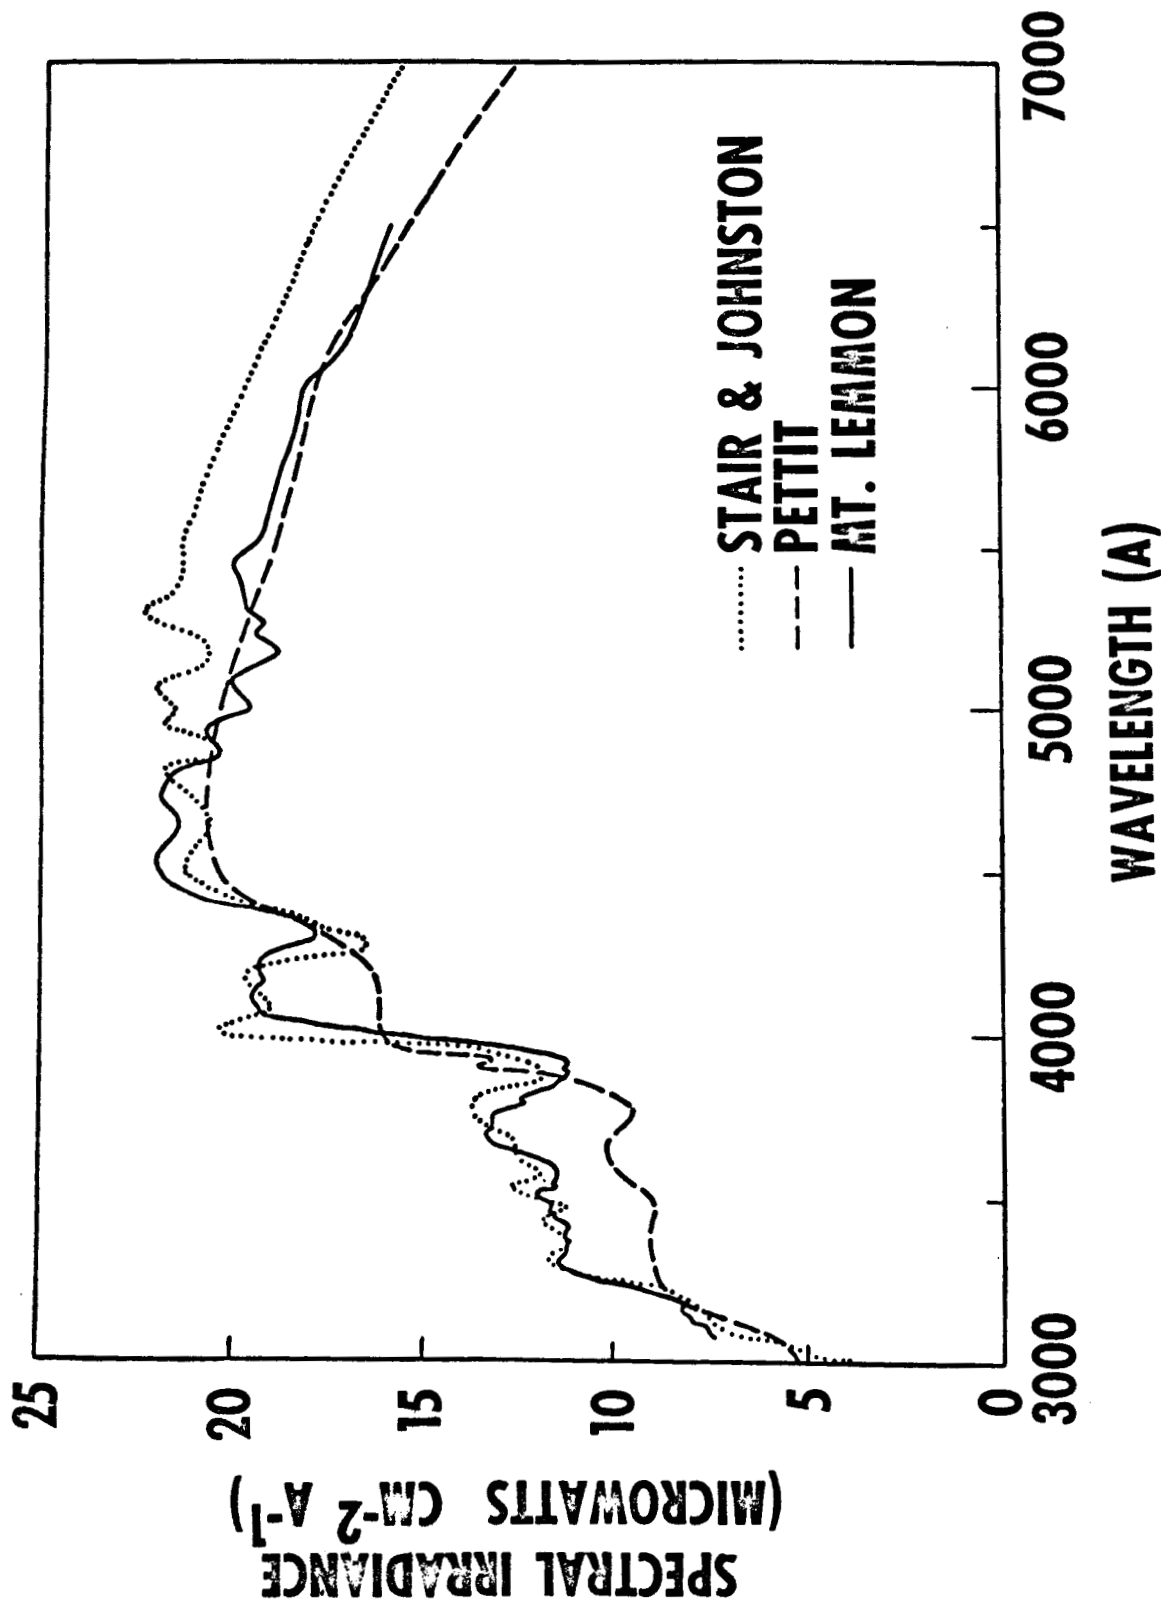 SPECTRAL IRRADIANCE
(MICROWATTS CM-2 A-1)
25
20
15
10
5
0
STAIR & JOHNSTON
PETTIT
MT. LEMMON
3000
4000
5000
6000
7000
WAVELENGTH (A)